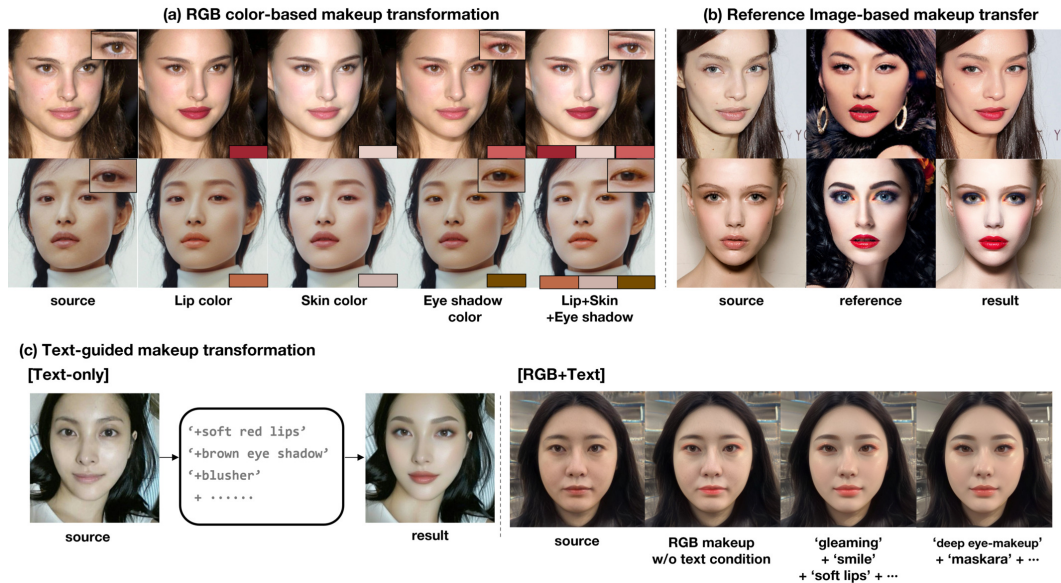 (a) RGB color-based makeup transformation
source
Lip color
Skin color
Eye shadow
color
Lip+Skin
+Eye shadow
(b) Reference Image-based makeup transfer
source
reference
result
(c) Text-guided makeup transformation
[Text-only]
‘+soft red lips’
‘+brown eye shadow’
‘+blusher’
+ ······
source
result
[RGB+Text]
source
RGB makeup
w/o text condition
‘gleaming’
+ ‘smile’
+ ‘soft lips’ + ···
‘deep eye-makeup’
+ ‘maskara’ + ···